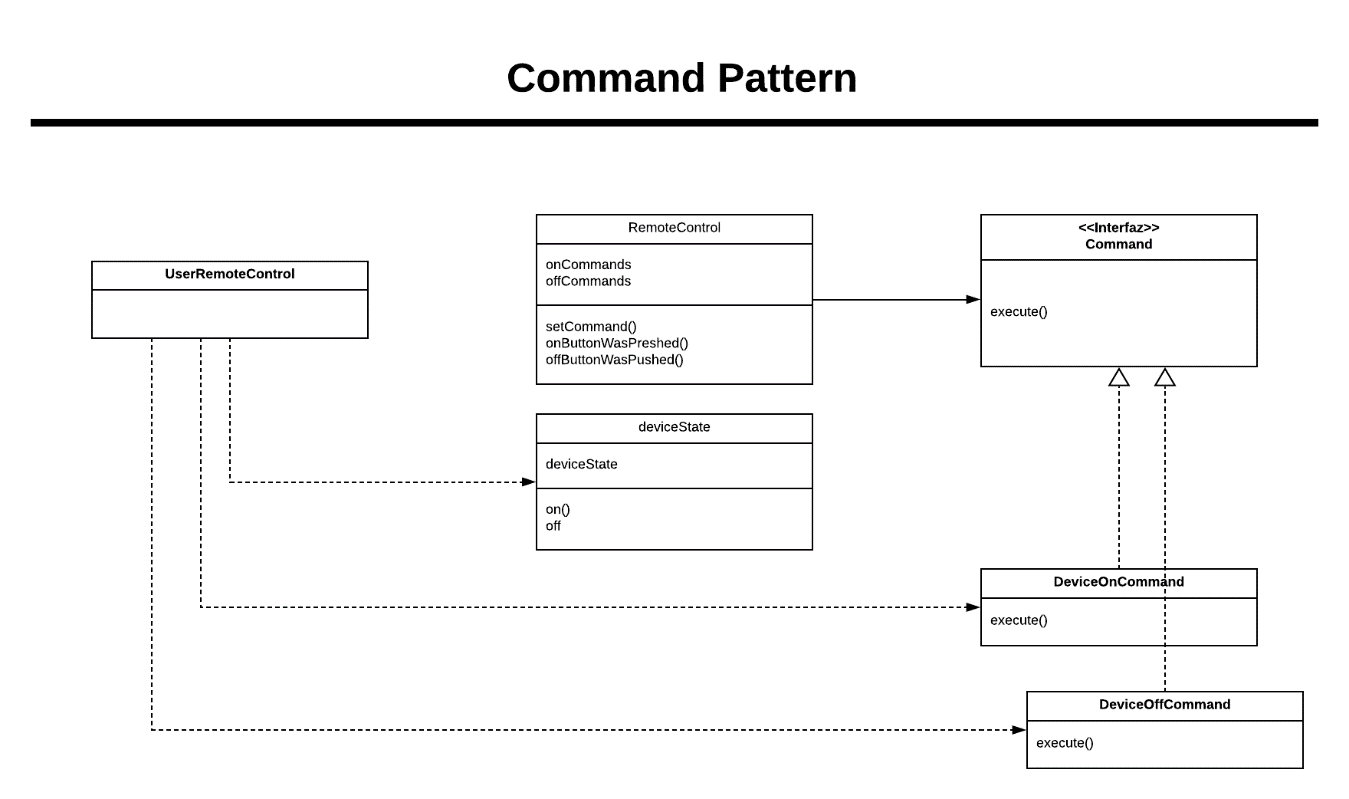 Command Pattern
UserRemoteControl
RemoteControl
onCommands
offCommands
setCommand()
onButtonWasPreshed()
offButtonWasPushed()
<<Interfaz>>
Command
execute()
deviceState
deviceState
on()
off
DeviceOnCommand
execute()
DeviceOffCommand
execute()